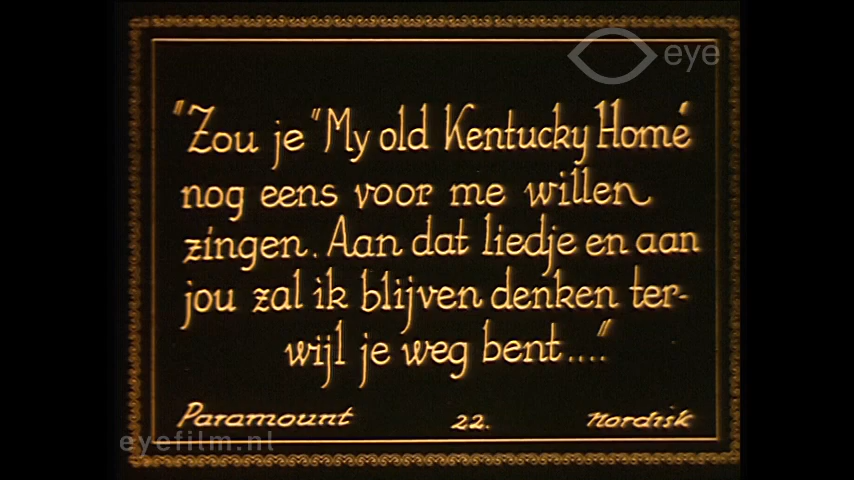 eye
"Zou je "My old Kentucky Home"
nog eens voor me willen
zingen. Aan dat liedje en aan
jou zal ik blijven denken ter-
wijl je weg bent...."
Paramount 22. Nordisk
eyefilm.nl